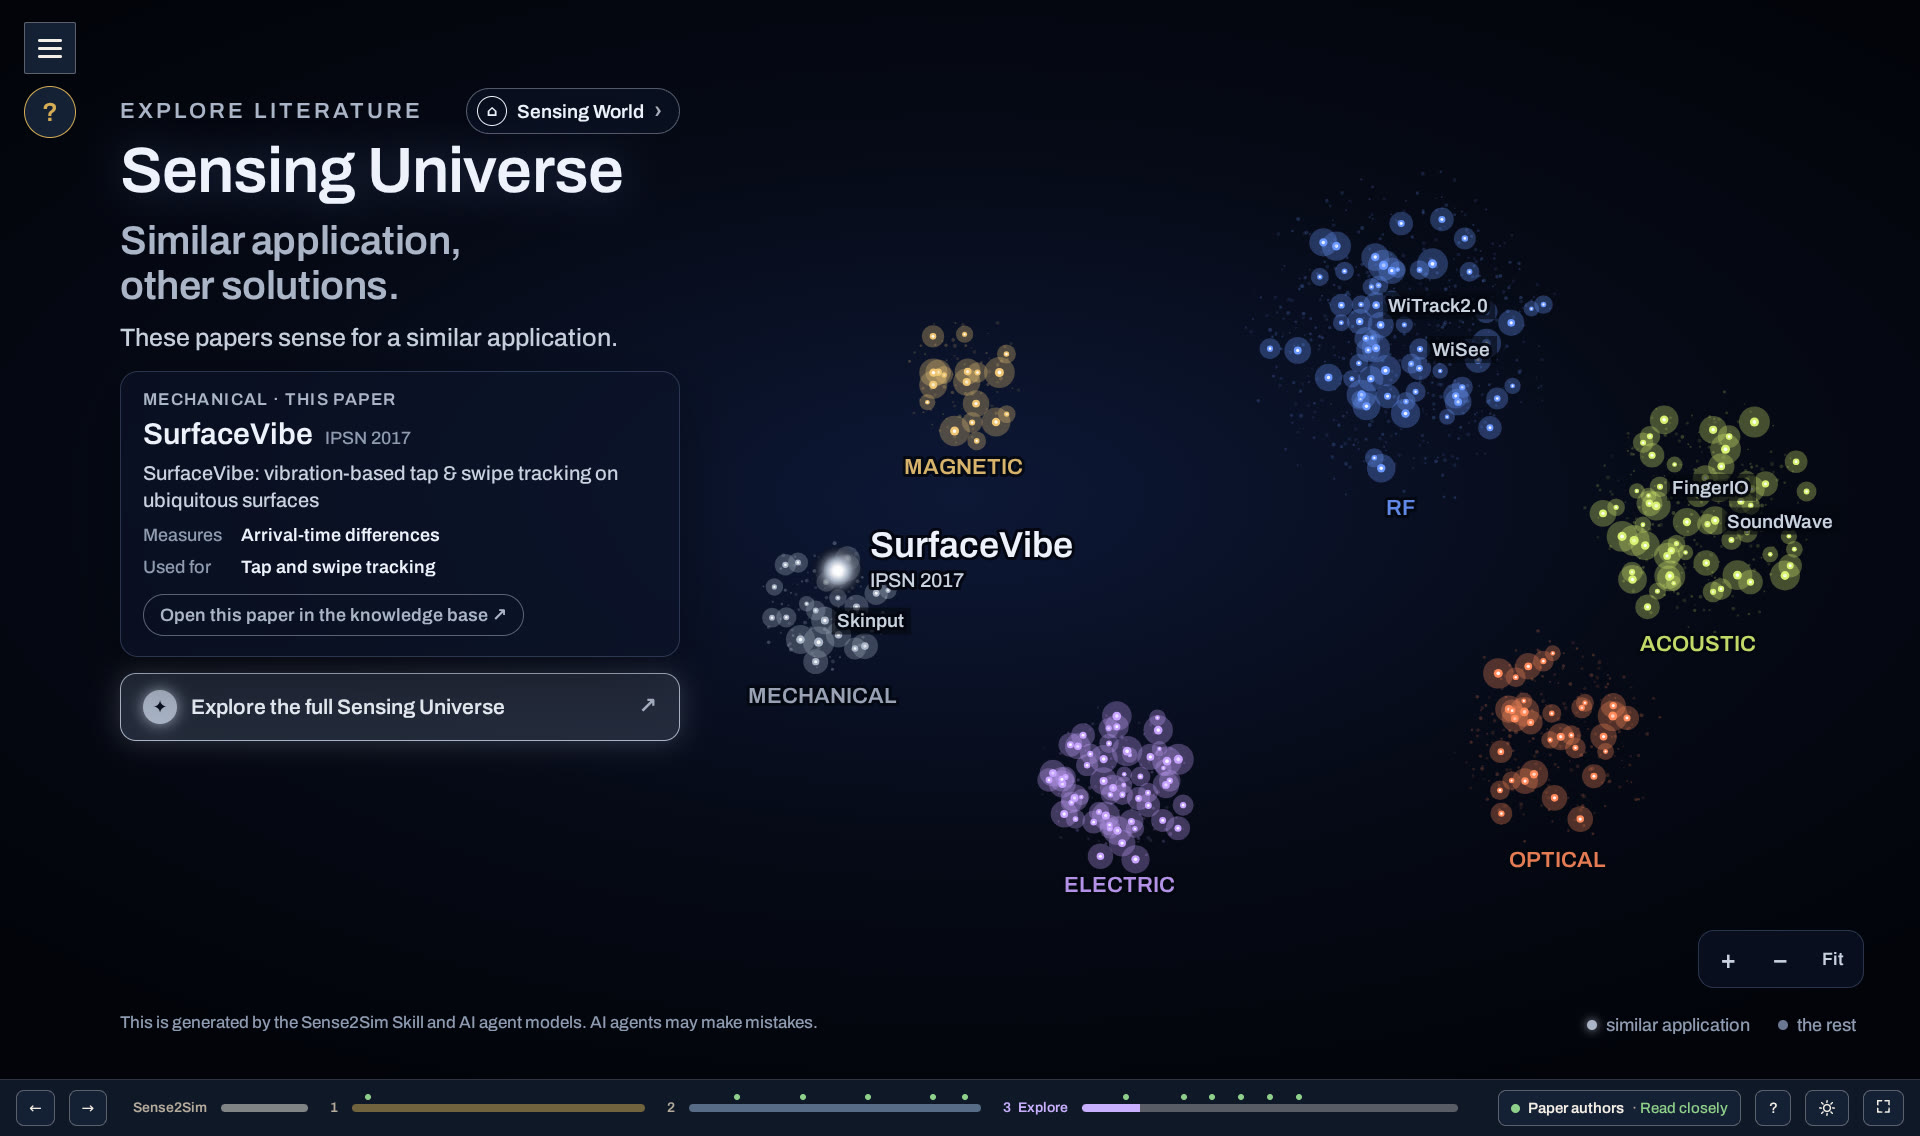 ?
EXPLORE LITERATURE
Sensing World ›
Sensing Universe
Similar application,
other solutions.
These papers sense for a similar application.
MECHANICAL · THIS PAPER
SurfaceVibe IPSN 2017
SurfaceVibe: vibration-based tap & swipe tracking on
ubiquitous surfaces
Measures Arrival-time differences
Used for Tap and swipe tracking
Open this paper in the knowledge base ↗
Explore the full Sensing Universe ↗
WiTrack2.0
WiSee
RF
MAGNETIC
FingerIO
SoundWave
ACOUSTIC
SurfaceVibe
IPSN 2017
Skinput
MECHANICAL
ELECTRIC
OPTICAL
+ − Fit
This is generated by the Sense2Sim Skill and AI agent models. AI agents may make mistakes.
similar application the rest
← → Sense2Sim 1 2 3 Explore Paper authors · Read closely ?